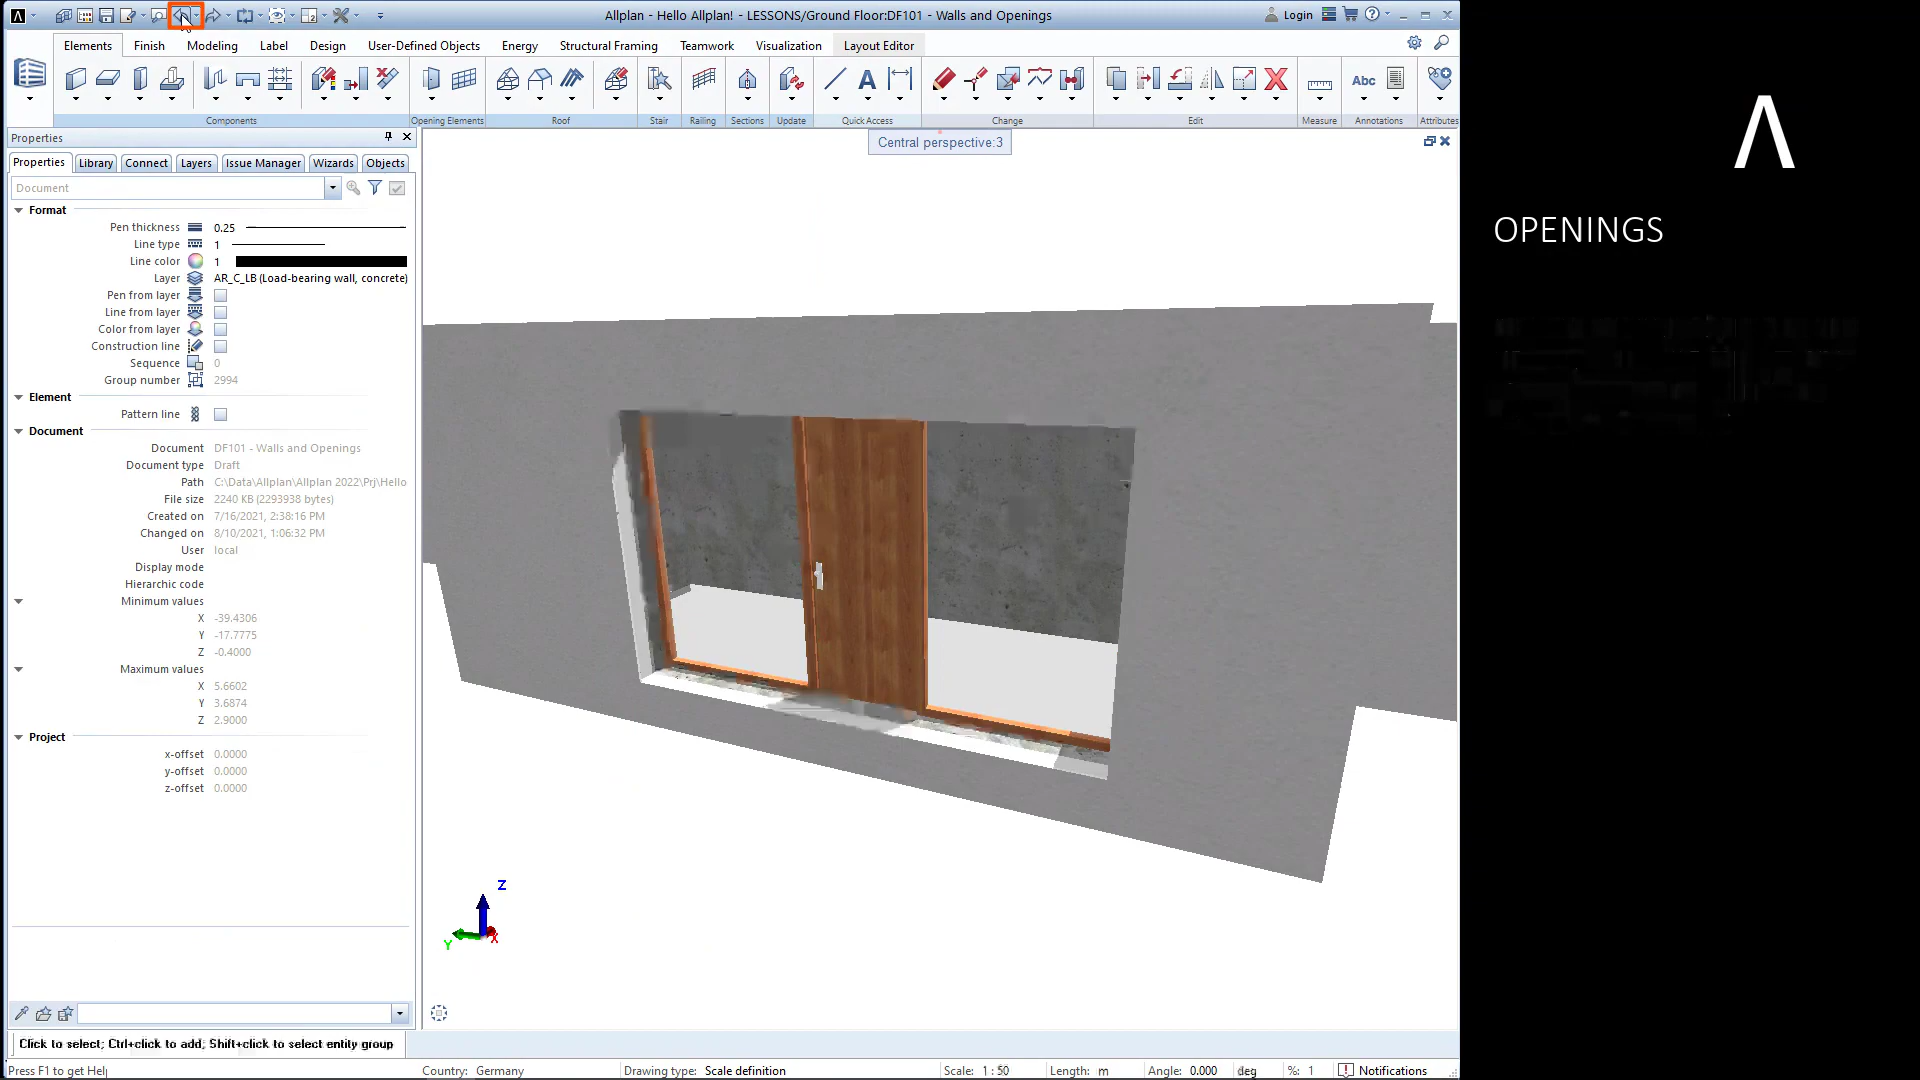 Allplan - Hello Allplan! - LESSONS/Ground Floor:DF101 - Walls and Openings
Login
Elements Finish Modeling Label Design User-Defined Objects Energy Structural Framing Teamwork Visualization Layout Editor
A Abc
Components Opening Elements Roof Stair Railing Sections Update Quick Access Change Edit Measure Annotations Attributes
Properties
Central perspective:3
Properties Library Connect Layers Issue Manager Wizards Objects
Document
Format
Pen thickness 0.25
Line type 1
Line color 1
Layer AR_C_LB (Load-bearing wall, concrete)
Pen from layer
Line from layer
Color from layer
Construction line
Sequence 0
Group number 2994
Element
Pattern line
Document
Document DF101 - Walls and Openings
Document type Draft
Path C:\Data\Allplan\Allplan 2022\Prj\Hello
File size 2240 KB (2293938 bytes)
Created on 7/16/2021, 2:38:16 PM
Changed on 8/10/2021, 1:06:32 PM
User local
Display mode
Hierarchic code
Minimum values
X -39.4306
Y -17.7775
Z -0.4000
Maximum values
X 5.6602
Y 3.6874
Z 2.9000
Project
x-offset 0.0000
y-offset 0.0000
z-offset 0.0000
Z
Y X
Click to select; Ctrl+click to add; Shift+click to select entity group
Press F1 to get Hel
Country: Germany Drawing type: Scale definition Scale: 1 : 50 Length: m Angle: 0.000 deg %: 1 Notifications
OPENINGS